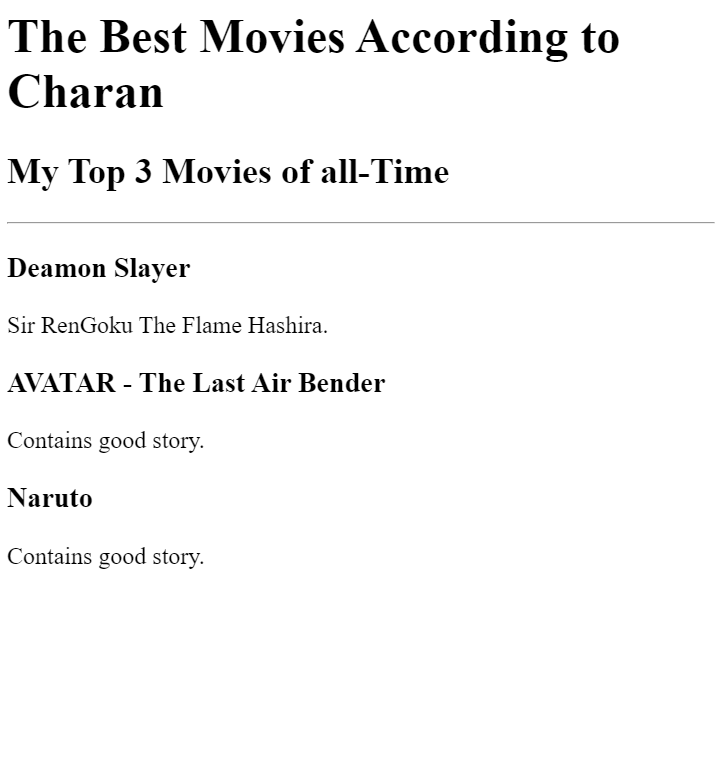 The Best Movies According to
Charan
My Top 3 Movies of all-Time
Deamon Slayer
Sir RenGoku The Flame Hashira.
AVATAR - The Last Air Bender
Contains good story.
Naruto
Contains good story.